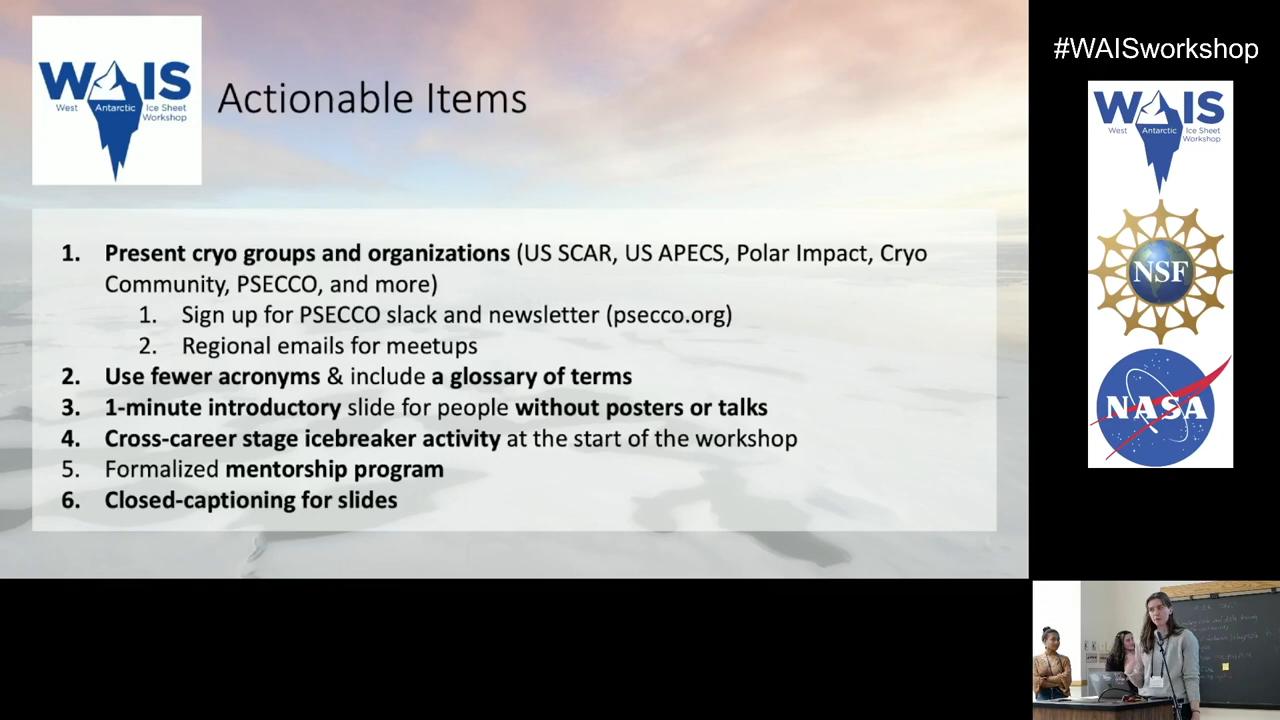 WAIS
West Antarctic Ice Sheet
Workshop
Actionable Items
1. Present cryo groups and organizations (US SCAR, US APECS, Polar Impact, Cryo
Community, PSECCO, and more)
1. Sign up for PSECCO slack and newsletter (psecco.org)
2. Regional emails for meetups
2. Use fewer acronyms & include a glossary of terms
3. 1-minute introductory slide for people without posters or talks
4. Cross-career stage icebreaker activity at the start of the workshop
5. Formalized mentorship program
6. Closed-captioning for slides
#WAISworkshop
WAIS
West Antarctic Ice Sheet
Workshop
NSF
NASA